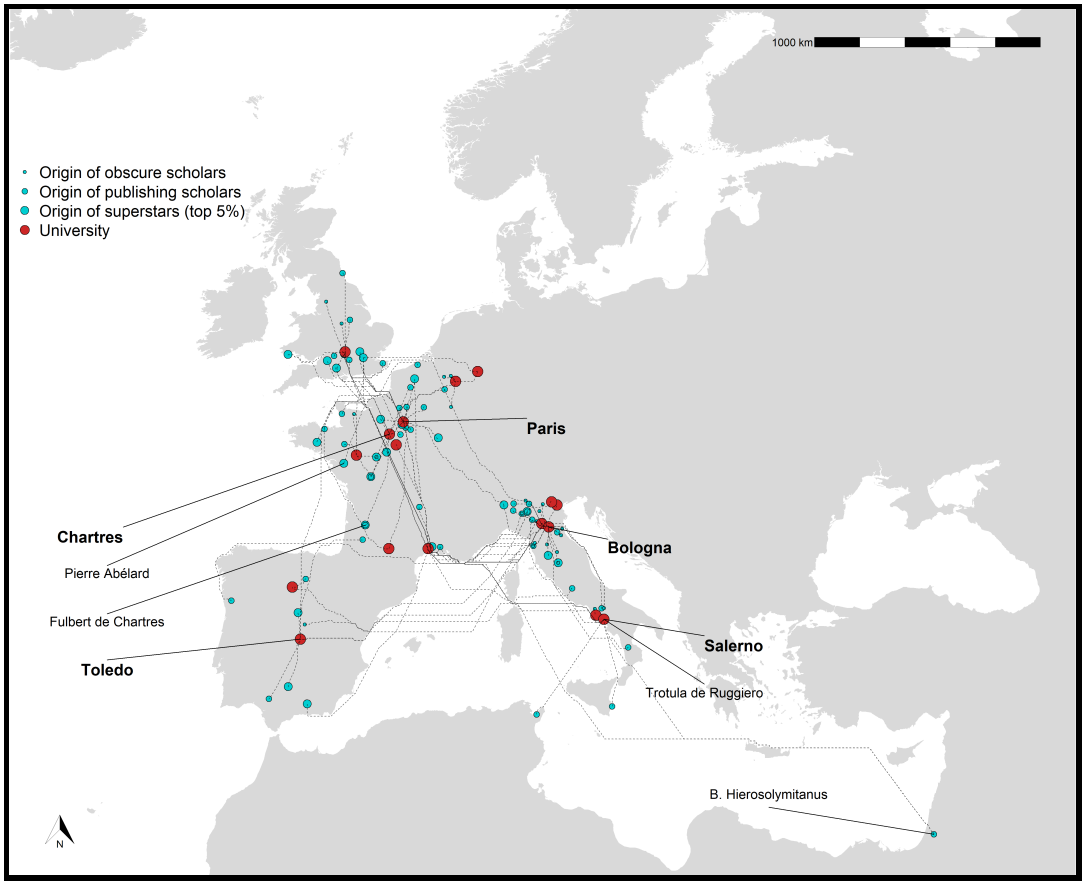 1000 km
Origin of obscure scholars
Origin of publishing scholars
Origin of superstars (top 5%)
University
Paris
Chartres
Bologna
Pierre Abélard
Fulbert de Chartres
Salerno
Toledo
Trotula de Ruggiero
B. Hierosolymitanus
N